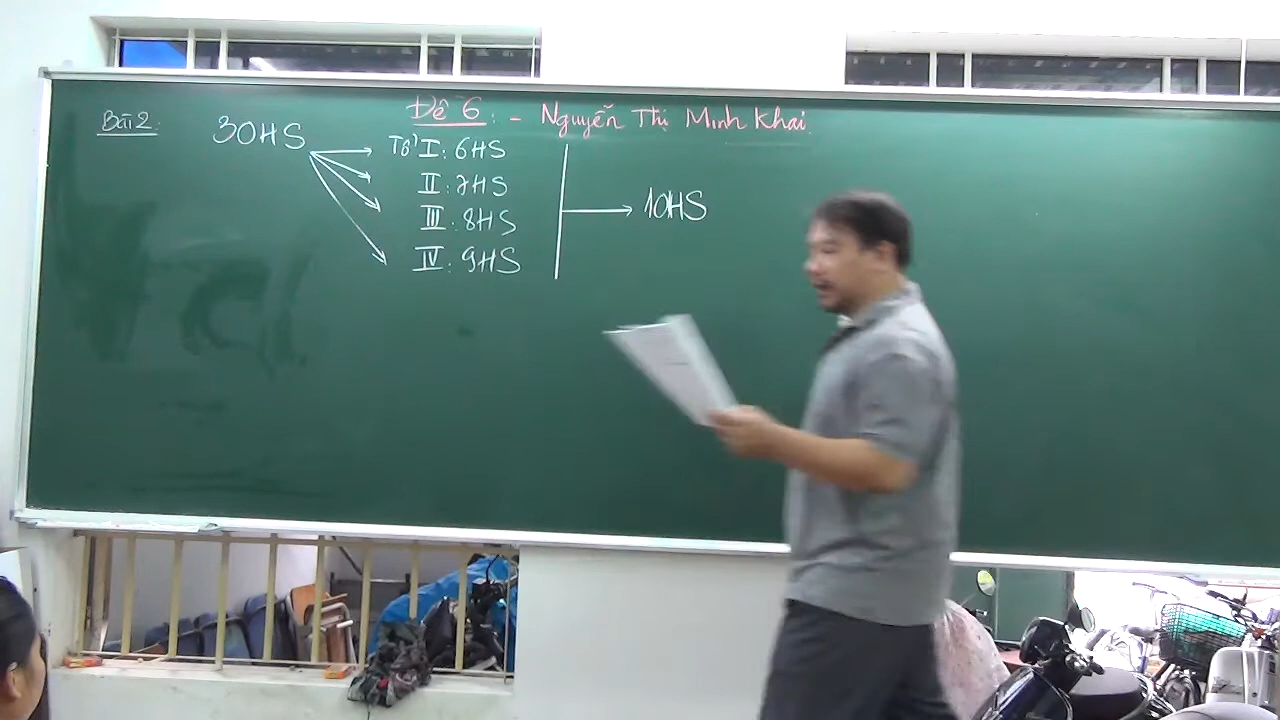 Đề 6: - Nguyễn Thị Minh Khai
Bài 2:
30HS
Tổ I: 6HS
II: 7HS
III: 8HS
IV: 9HS
10HS